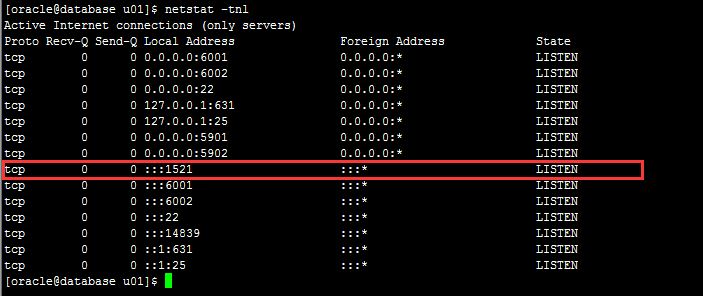 [oracle@database u01]$ netstat -tnl
Active Internet connections (only servers)
Proto Recv-Q Send-Q Local Address Foreign Address State
tcp 0 0 0.0.0.0:6001 0.0.0.0:* LISTEN
tcp 0 0 0.0.0.0:6002 0.0.0.0:* LISTEN
tcp 0 0 0.0.0.0:22 0.0.0.0:* LISTEN
tcp 0 0 127.0.0.1:631 0.0.0.0:* LISTEN
tcp 0 0 127.0.0.1:25 0.0.0.0:* LISTEN
tcp 0 0 0.0.0.0:5901 0.0.0.0:* LISTEN
tcp 0 0 0.0.0.0:5902 0.0.0.0:* LISTEN
tcp 0 0 :::1521 :::* LISTEN
tcp 0 0 :::6001 :::* LISTEN
tcp 0 0 :::6002 :::* LISTEN
tcp 0 0 :::22 :::* LISTEN
tcp 0 0 :::14839 :::* LISTEN
tcp 0 0 ::1:631 :::* LISTEN
tcp 0 0 ::1:25 :::* LISTEN
[oracle@database u01]$